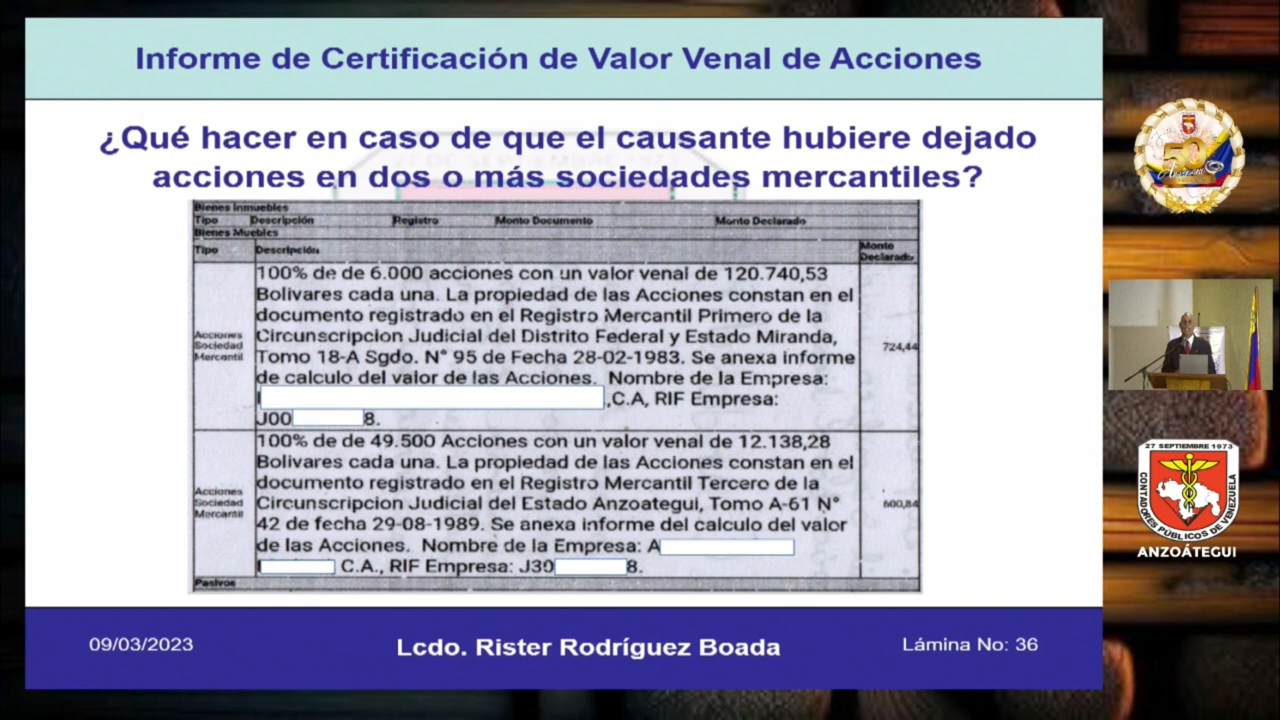 Informe de Certificación de Valor Venal de Acciones
¿Qué hacer en caso de que el causante hubiere dejado
acciones en dos o más sociedades mercantiles?
Bienes Inmuebles
Tipo Descripción Registro Monto Documento Monto Declarado
Bienes Muebles
Tipo Descripción Monto Declarado
100% de de 6.000 acciones con un valor venal de 120.740,53
Bolivares cada una. La propiedad de las Acciones constan en el
documento registrado en el Registro Mercantil Primero de la
Circunscripcion Judicial del Distrito Federal y Estado Miranda,
Tomo 18-A Sgdo. N° 95 de Fecha 28-02-1983. Se anexa informe
de calculo del valor de las Acciones. Nombre de la Empresa:
,C.A, RIF Empresa:
J00 8.
Acciones
Sociedad
Mercantil
724,44
100% de de 49.500 Acciones con un valor venal de 12.138,28
Bolivares cada una. La propiedad de las Acciones constan en el
documento registrado en el Registro Mercantil Tercero de la
Circunscripcion Judicial del Estado Anzoategui, Tomo A-61 N°
42 de fecha 29-08-1989. Se anexa informe del calculo del valor
de las Acciones. Nombre de la Empresa: A
C.A., RIF Empresa: J30 8.
Acciones
Sociedad
Mercantil
600,84
Pasivos
09/03/2023
Lcdo. Rister Rodríguez Boada
Lámina No: 36
50
27 SEPTIEMBRE 1973
CONTADORES PÚBLICOS DE VENEZUELA
ANZOÁTEGUI